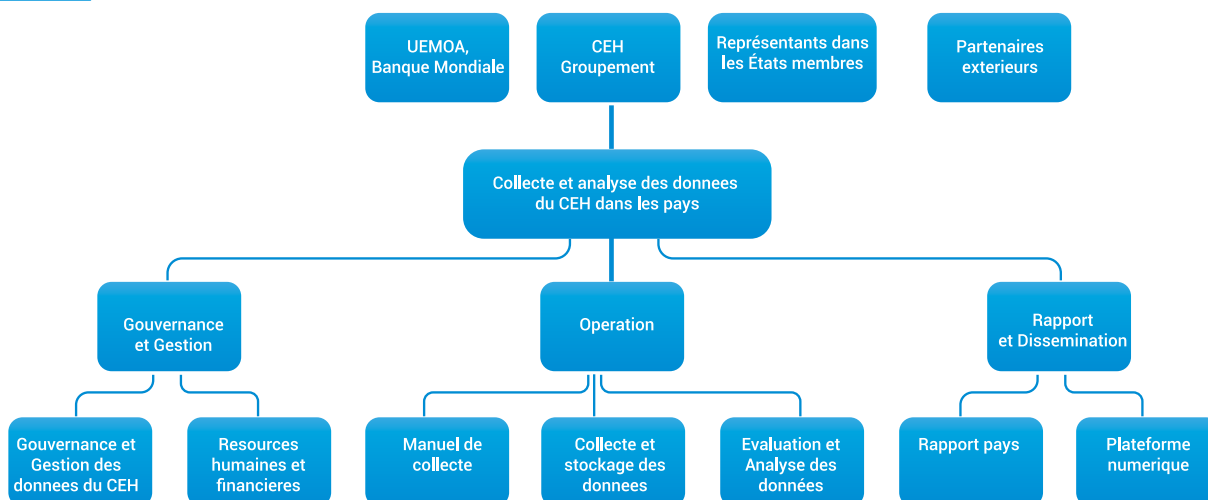 UEMOA,
Banque Mondiale
CEH
Groupement
Représentants dans
les États membres
Partenaires
exterieurs
Collecte et analyse des donnees
du CEH dans les pays
Gouvernance
et Gestion
Operation
Rapport
et Dissemination
Gouvernance et
Gestion des
donnees du CEH
Resources
humaines et
financieres
Manuel de
collecte
Collecte et
stockage des
donnees
Evaluation et
Analyse des
données
Rapport pays
Plateforme
numerique